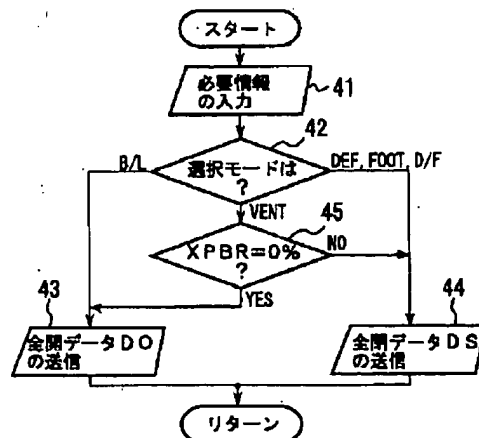 スタート
必要情報
の入力
41
42
選択モードは
?
B/L
DEF, FOOT, D/F
VENT
45
XPBR=0%
?
NO
YES
43
全開データDO
の送信
44
全閉データDS
の送信
リターン